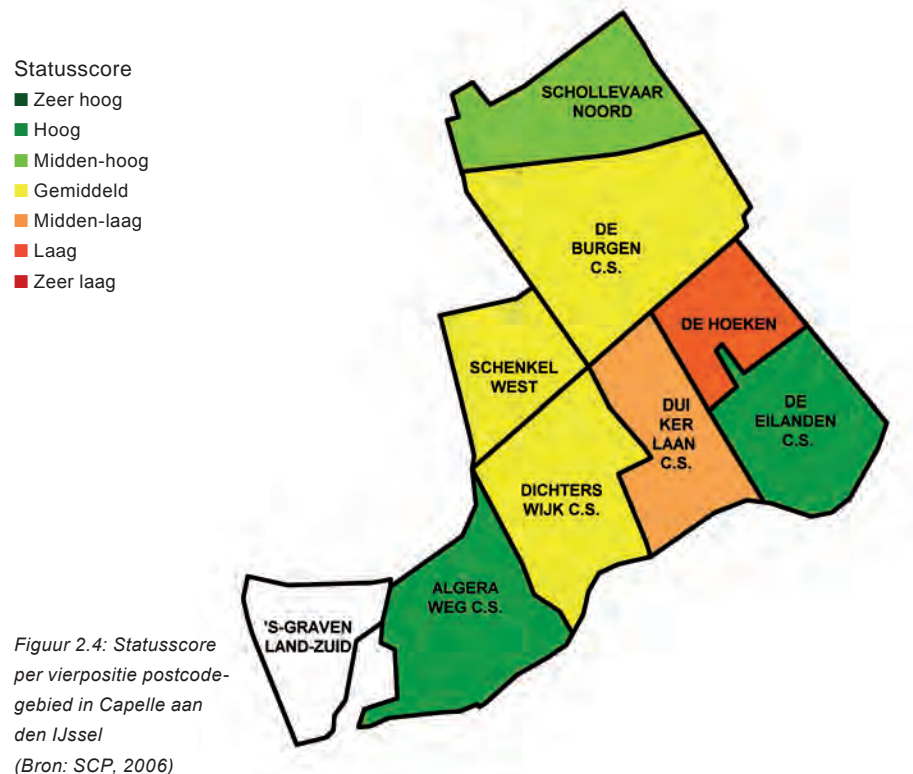 Statusscore
Zeer hoog
Hoog
Midden-hoog
Gemiddeld
Midden-laag
Laag
Zeer laag
SCHOLLEVAAR
NOORD
DE
BURGEN
C.S.
DE HOEKEN
SCHENKEL
WEST
DUI
KER
LAAN
C.S.
DE
EILANDEN
C.S.
DICHTERS
WIJK C.S.
ALGERA
WEG C.S.
'S-GRAVEN
LAND-ZUID
Figuur 2.4: Statusscore
per vierpositie postcode-
gebied in Capelle aan
den IJssel
(Bron: SCP, 2006)